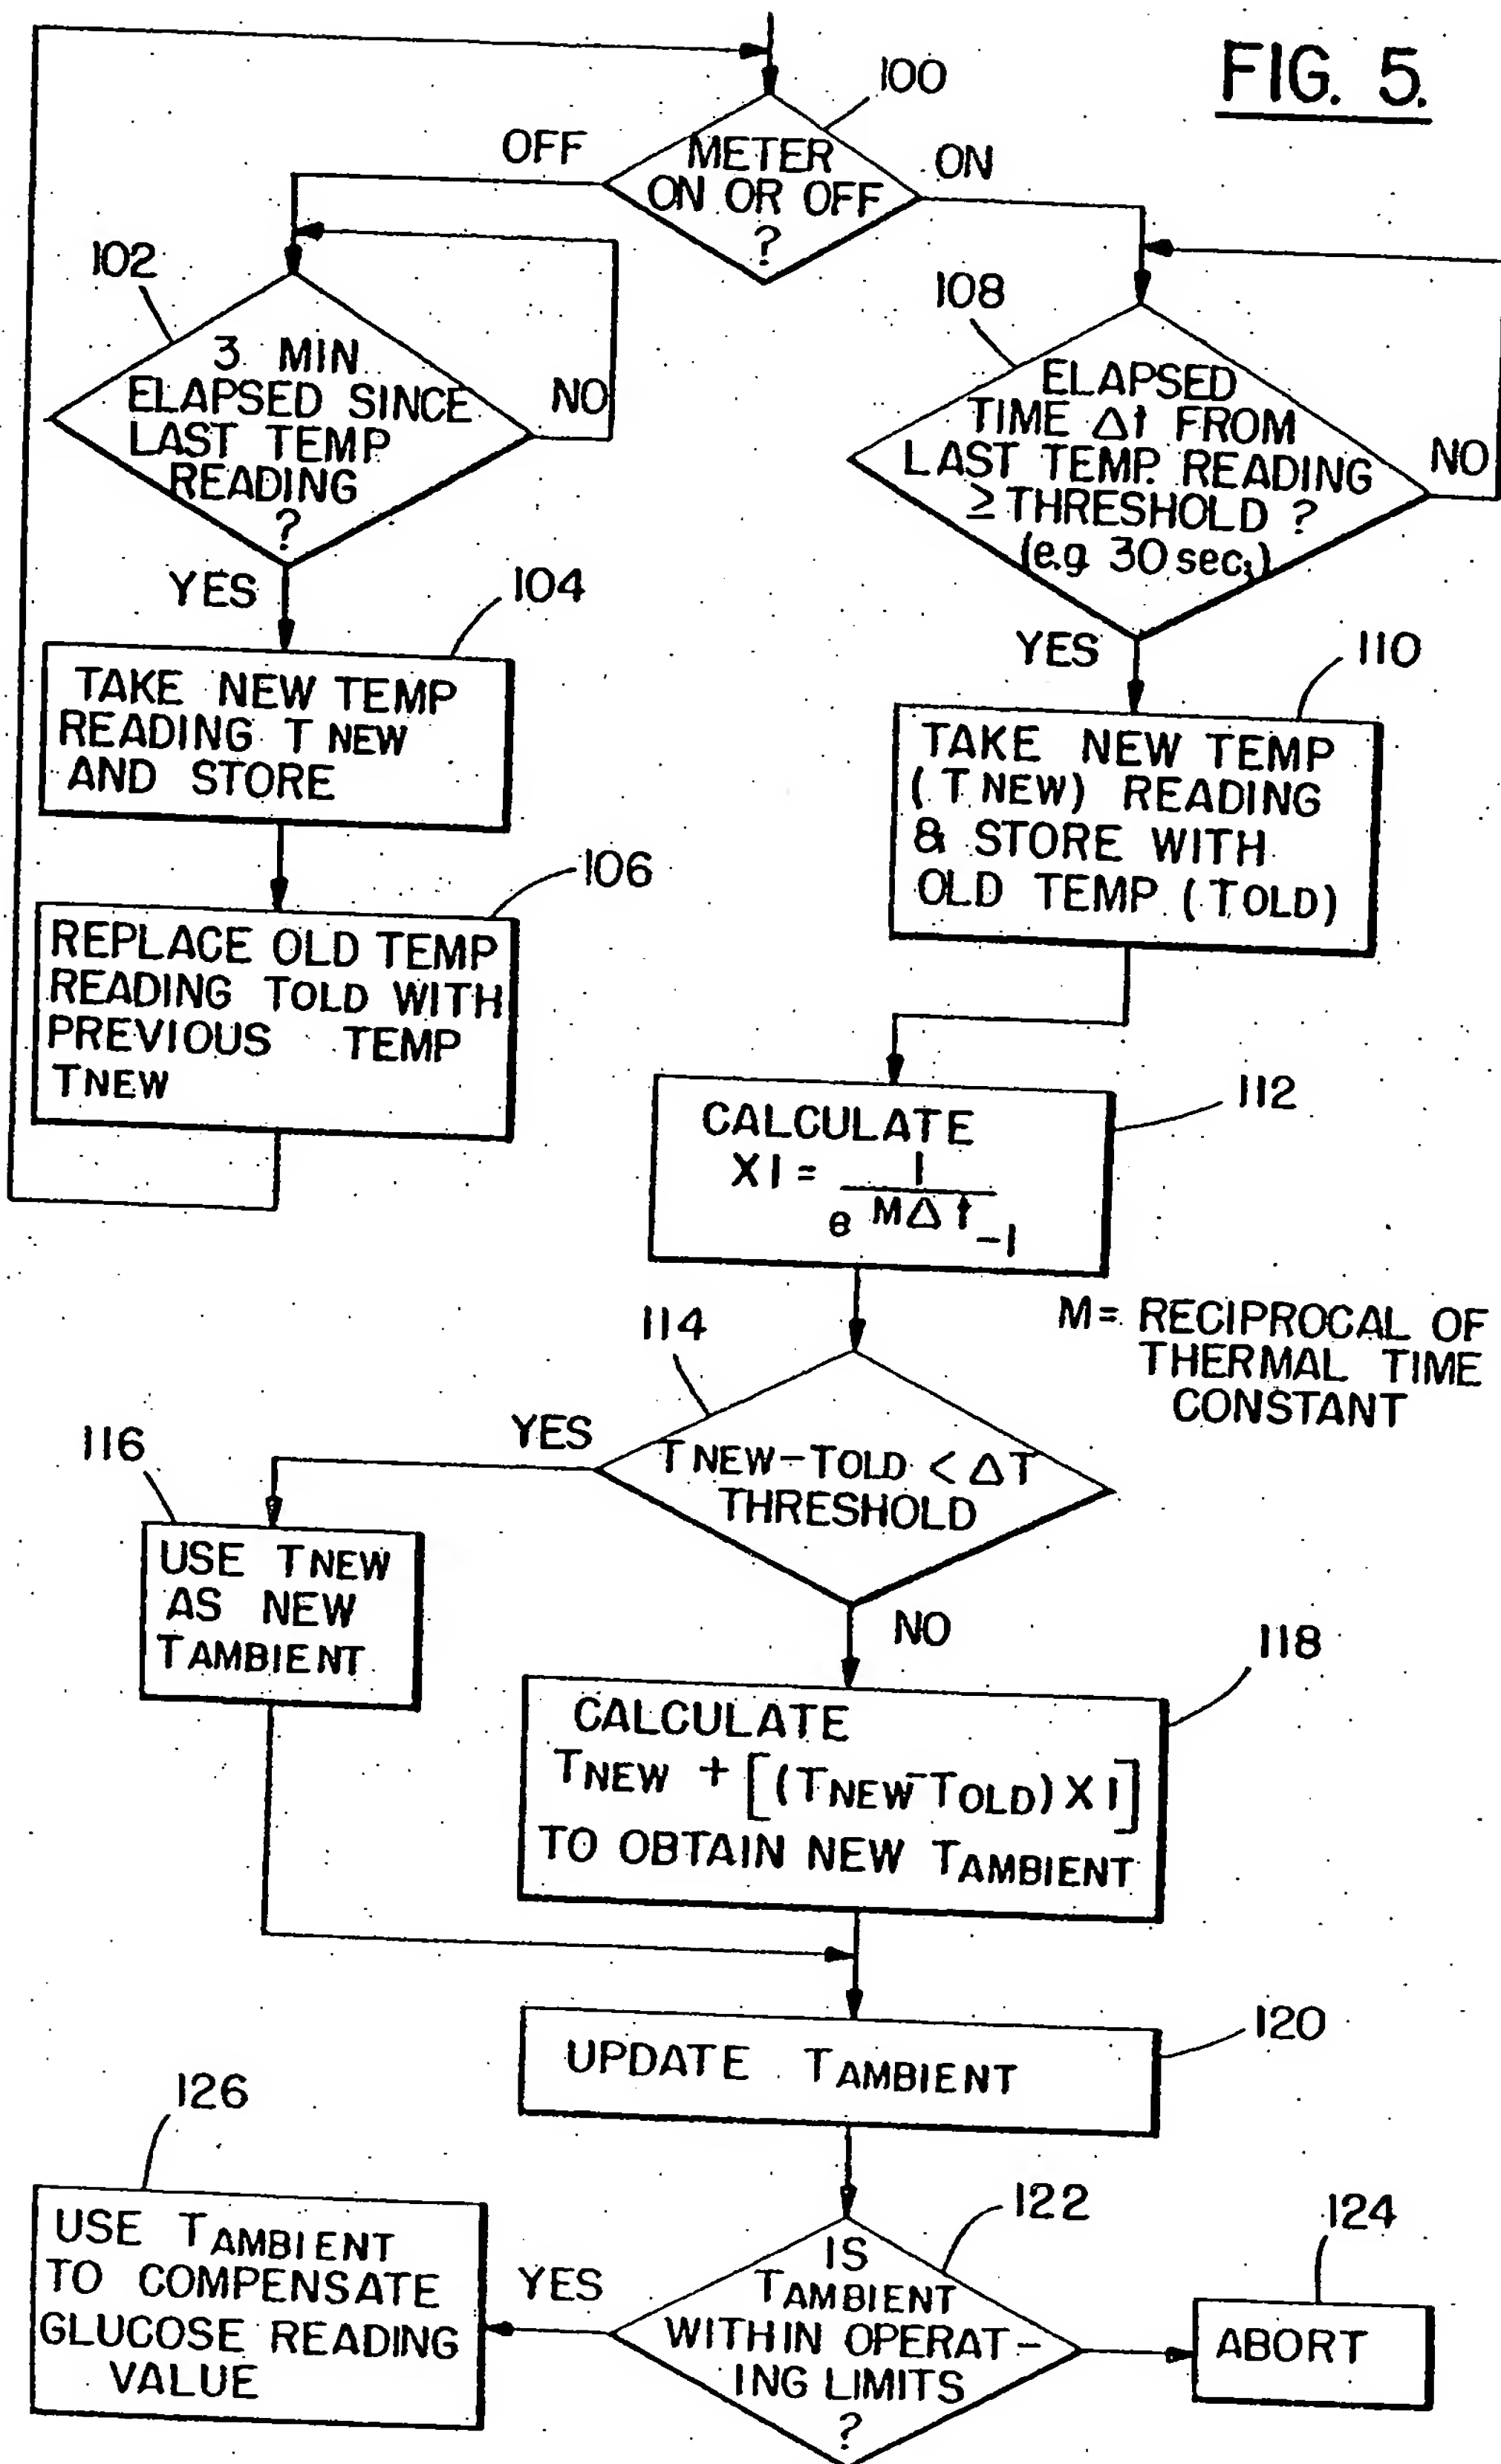 FIG. 5.
100
OFF
METER
ON OR OFF
?
ON
102
3 MIN
ELAPSED SINCE
LAST TEMP
READING
?
NO
YES
108
ELAPSED
TIME Δt FROM
LAST TEMP. READING
≥ THRESHOLD ?
(e.g. 30 sec.)
NO
YES
104
TAKE NEW TEMP
READING T NEW
AND STORE
110
TAKE NEW TEMP
(T NEW) READING
& STORE WITH
OLD TEMP (TOLD)
106
REPLACE OLD TEMP
READING TOLD WITH
PREVIOUS TEMP
TNEW
112
CALCULATE
X1 = 1
e MΔt -1
M = RECIPROCAL OF
THERMAL TIME
CONSTANT
114
T NEW-TOLD < ΔT
THRESHOLD
YES
NO
116
USE TNEW
AS NEW
TAMBIENT
118
CALCULATE
TNEW + [(TNEW-TOLD) X1]
TO OBTAIN NEW TAMBIENT
120
UPDATE TAMBIENT
122
IS
TAMBIENT
WITHIN OPERAT-
ING LIMITS
?
YES
126
USE TAMBIENT
TO COMPENSATE
GLUCOSE READING
VALUE
124
ABORT